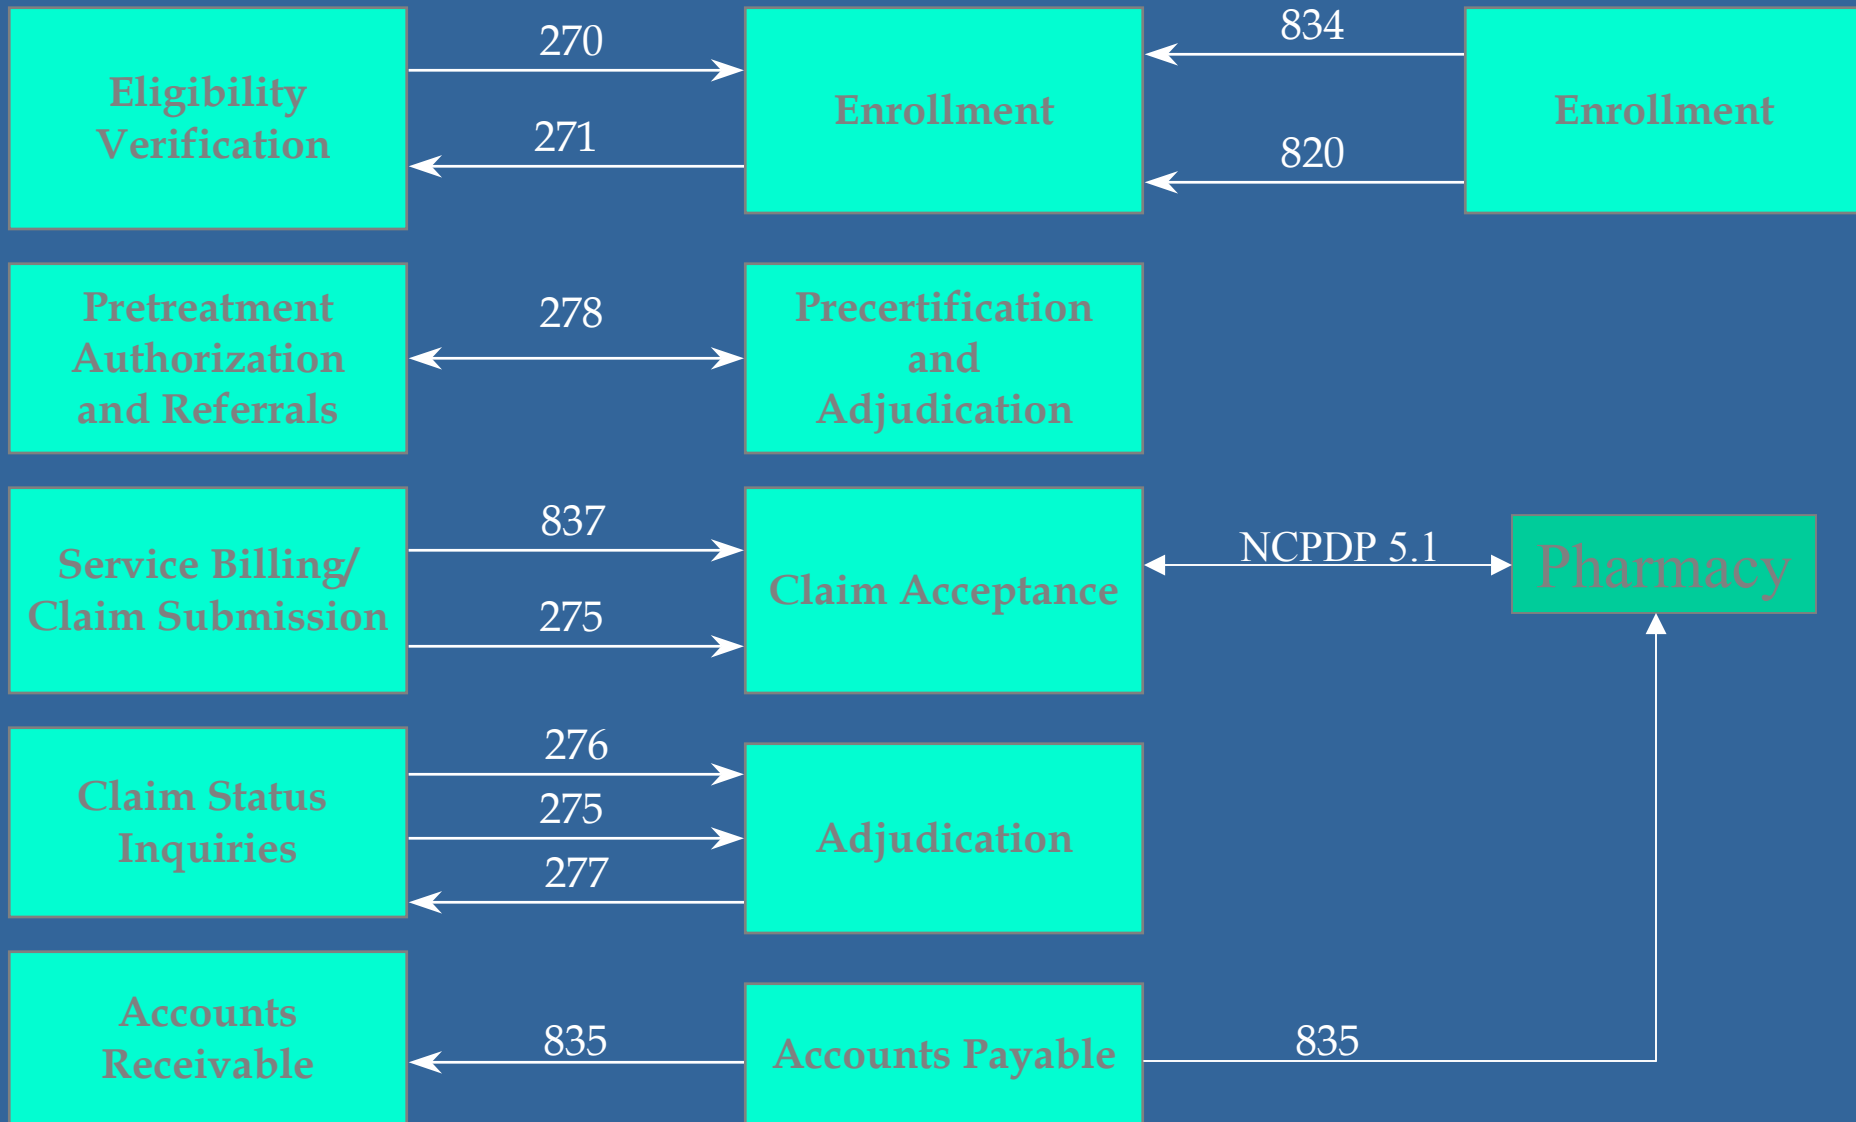 Eligibility
Verification
270
271
Enrollment
834
820
Enrollment
Pretreatment
Authorization
and Referrals
278
Precertification
and
Adjudication
Service Billing/
Claim Submission
837
275
Claim Acceptance
NCPDP 5.1
Pharmacy
Claim Status
Inquiries
276
275
277
Adjudication
Accounts
Receivable
835
Accounts Payable
835